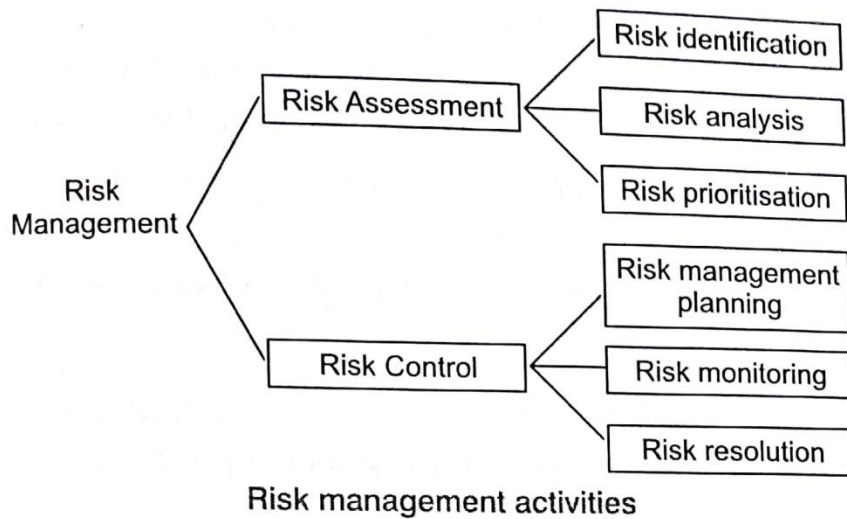 Risk
Management
Risk Assessment
Risk identification
Risk analysis
Risk prioritisation
Risk Control
Risk management
planning
Risk monitoring
Risk resolution
Risk management activities